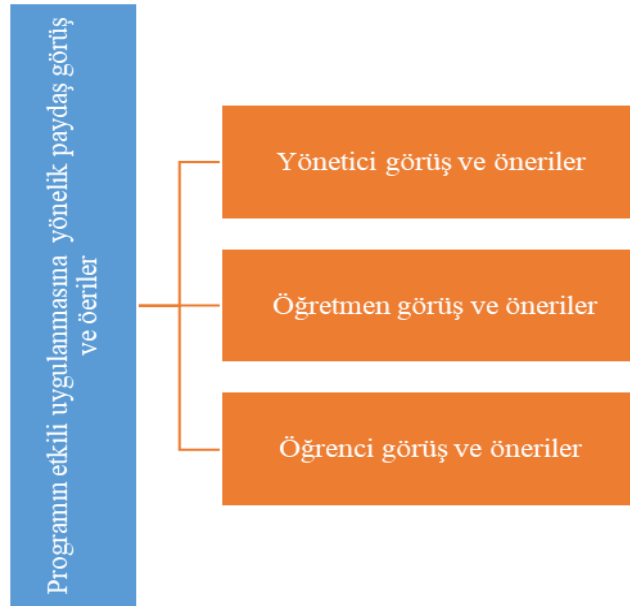 Programın etkili uygulanmasına yönelik paydaş görüş
ve öeriler
Yönetici görüş ve öneriler
Öğretmen görüş ve öneriler
Öğrenci görüş ve öneriler